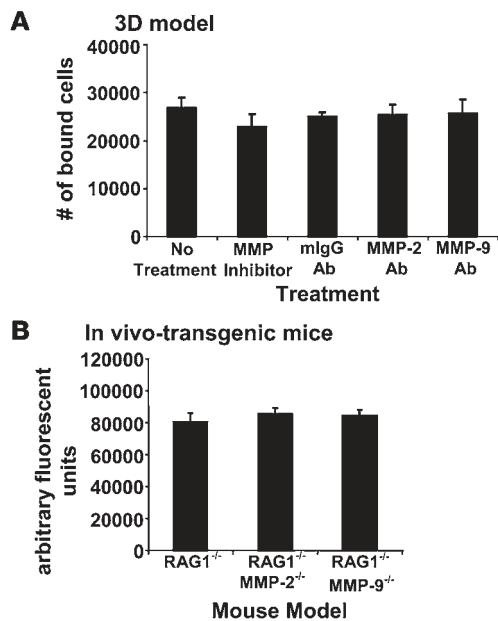 A 3D model
# of bound cells
40000
30000
20000
10000
0
No Treatment
MMP Inhibitor
mIgG Ab
MMP-2 Ab
MMP-9 Ab
Treatment
B In vivo-transgenic mice
arbitrary fluorescent
units
120000
100000
80000
60000
40000
20000
0
RAG1-/-
RAG1-/- MMP-2-/-
RAG1-/- MMP-9-/-
Mouse Model